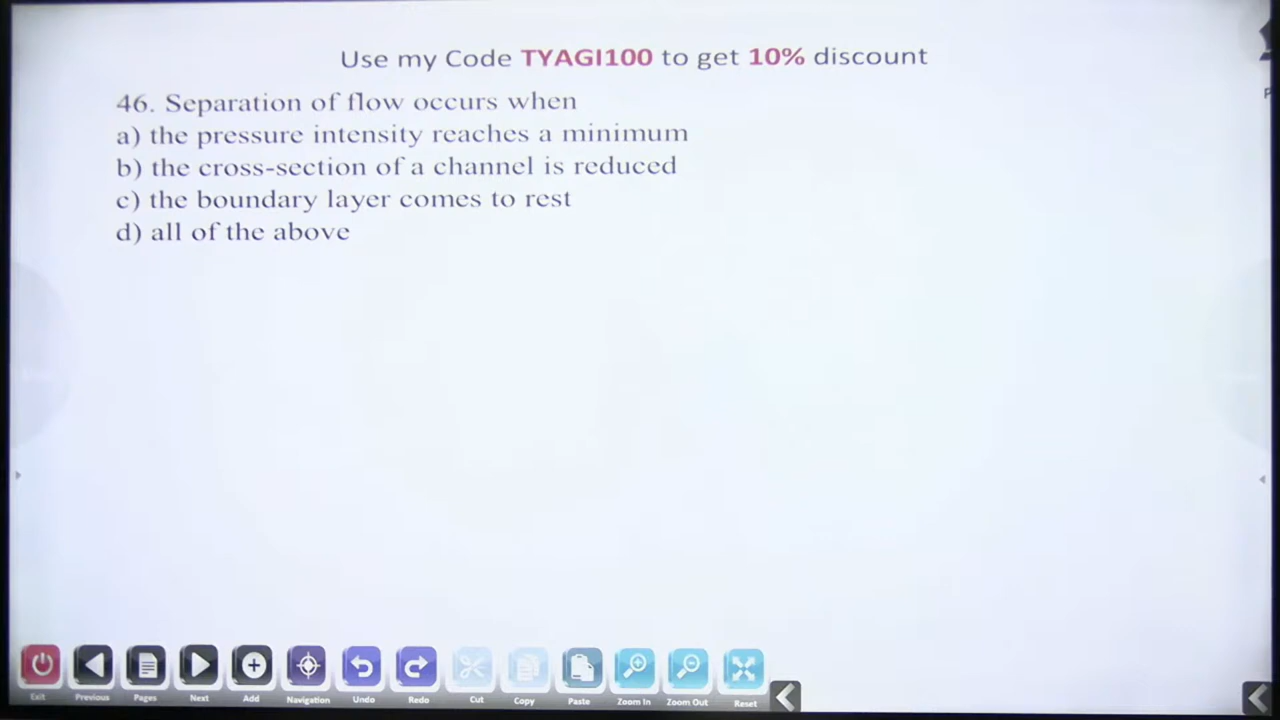 Use my Code TYAGI100 to get 10% discount
46. Separation of flow occurs when
a) the pressure intensity reaches a minimum
b) the cross-section of a channel is reduced
c) the boundary layer comes to rest
d) all of the above
Exit Previous Pages Next Add Navigation Undo Redo Cut Copy Paste Zoom In Zoom Out Reset